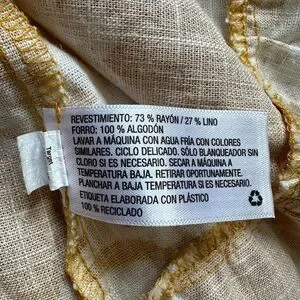 REVESTIMIENTO: 73 % RAYÓN / 27 % LINO
FORRO: 100 % ALGODÓN
LAVAR A MÁQUINA CON AGUA FRÍA CON COLORES
SIMILARES. CICLO DELICADO. SÓLO BLANQUEADOR SIN
CLORO SI ES NECESARIO. SECAR A MÁQUINA A
TEMPERATURA BAJA. RETIRAR OPORTUNAMENTE.
PLANCHAR A BAJA TEMPERATURA SI ES NECESARIO.
ETIQUETA ELABORADA CON PLÁSTICO
100 % RECICLADO